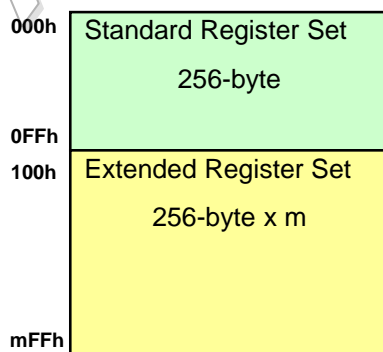 000h
Standard Register Set
256-byte
0FFh
100h
Extended Register Set
256-byte x m
mFFh